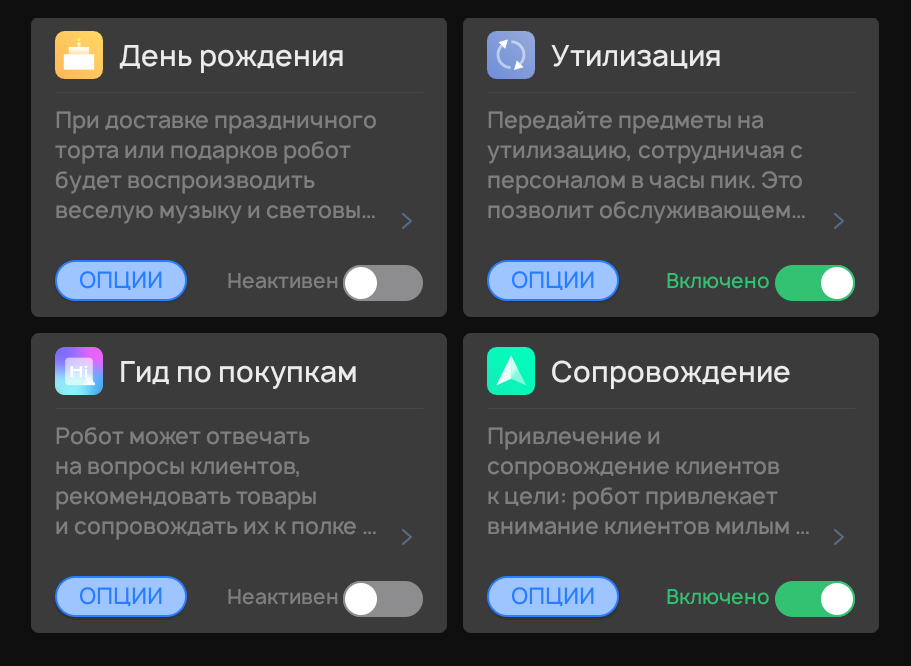 День рождения
При доставке праздничного
торта или подарков робот
будет воспроизводить
веселую музыку и световы...
ОПЦИИ
Неактивен
Утилизация
Передайте предметы на
утилизацию, сотрудничая с
персоналом в часы пик. Это
позволит обслуживающем...
ОПЦИИ
Включено
Hi
Гид по покупкам
Робот может отвечать
на вопросы клиентов,
рекомендовать товары
и сопровождать их к полке ...
ОПЦИИ
Неактивен
Сопровождение
Привлечение и
сопровождение клиентов
к цели: робот привлекает
внимание клиентов милым ...
ОПЦИИ
Включено